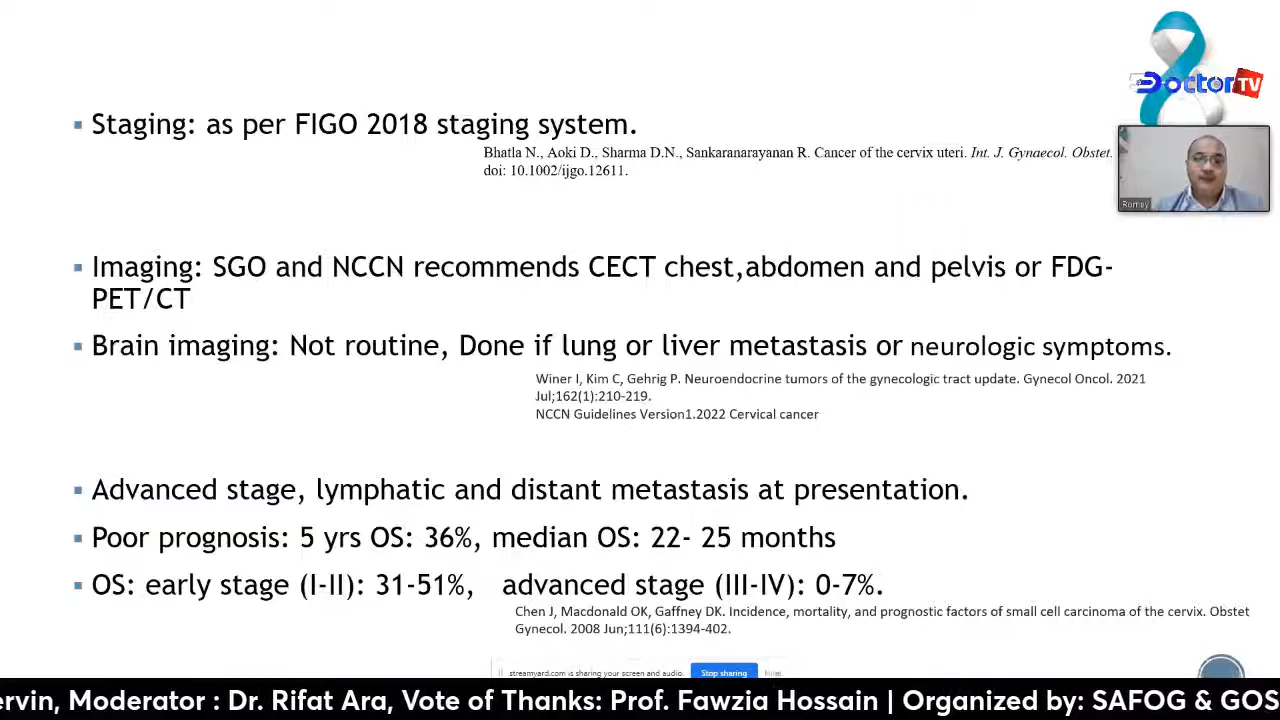 Doctor TV
▪ Staging: as per FIGO 2018 staging system.
Bhatla N., Aoki D., Sharma D.N., Sankaranarayanan R. Cancer of the cervix uteri. Int. J. Gynaecol. Obstet.
doi: 10.1002/ijgo.12611.
Romey
▪ Imaging: SGO and NCCN recommends CECT chest,abdomen and pelvis or FDG-
PET/CT
▪ Brain imaging: Not routine, Done if lung or liver metastasis or neurologic symptoms.
Winer I, Kim C, Gehrig P. Neuroendocrine tumors of the gynecologic tract update. Gynecol Oncol. 2021
Jul;162(1):210-219.
NCCN Guidelines Version1.2022 Cervical cancer
▪ Advanced stage, lymphatic and distant metastasis at presentation.
▪ Poor prognosis: 5 yrs OS: 36%, median OS: 22- 25 months
▪ OS: early stage (I-II): 31-51%, advanced stage (III-IV): 0-7%.
Chen J, Macdonald OK, Gaffney DK. Incidence, mortality, and prognostic factors of small cell carcinoma of the cervix. Obstet
Gynecol. 2008 Jun;111(6):1394-402.
streamyard.com is sharing your screen and audio. Stop sharing Hide
ervin, Moderator : Dr. Rifat Ara, Vote of Thanks: Prof. Fawzia Hossain | Organized by: SAFOG & GOS